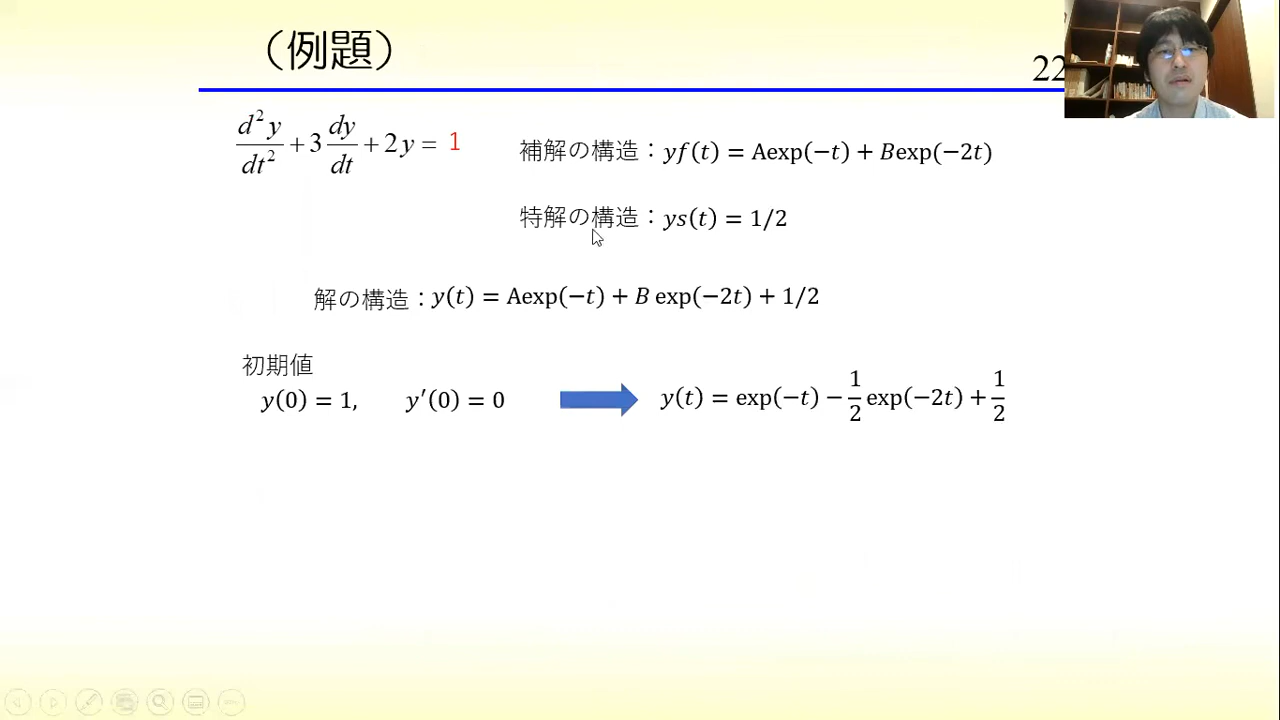 （例題）
22
d²y/dt² + 3 dy/dt + 2y = 1
補解の構造：yf(t) = Aexp(−t) + Bexp(−2t)
特解の構造：ys(t) = 1/2
解の構造：y(t) = Aexp(−t) + B exp(−2t) + 1/2
初期値
y(0) = 1, y′(0) = 0
y(t) = exp(−t) − 1/2 exp(−2t) + 1/2